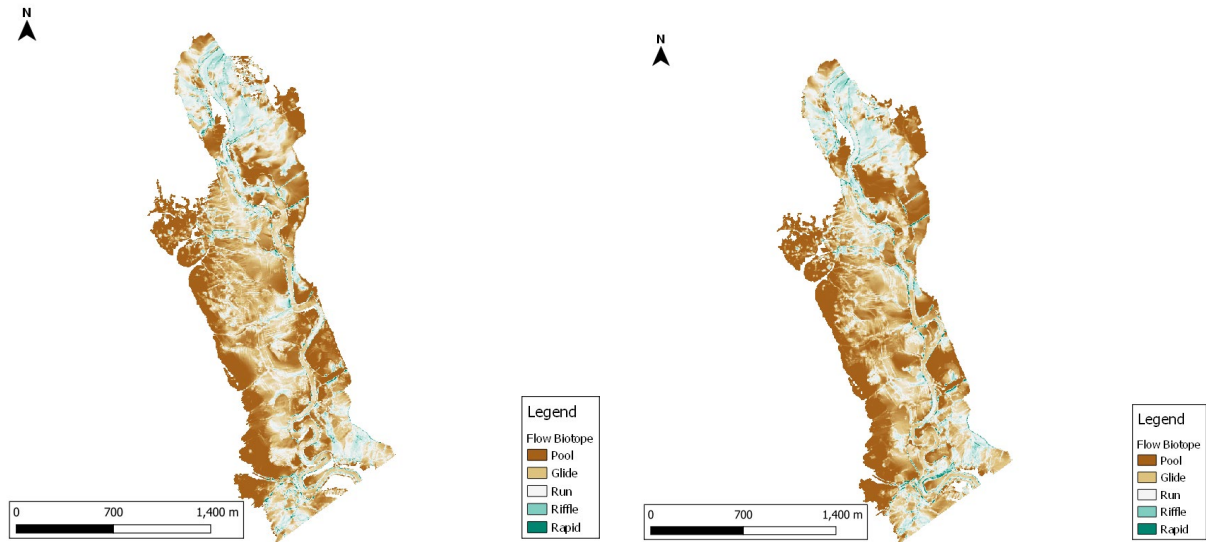 N
Legend
Flow Biotope
Pool
Glide
Run
Riffle
Rapid
0 700 1,400 m
N
Legend
Flow Biotope
Pool
Glide
Run
Riffle
Rapid
0 700 1,400 m